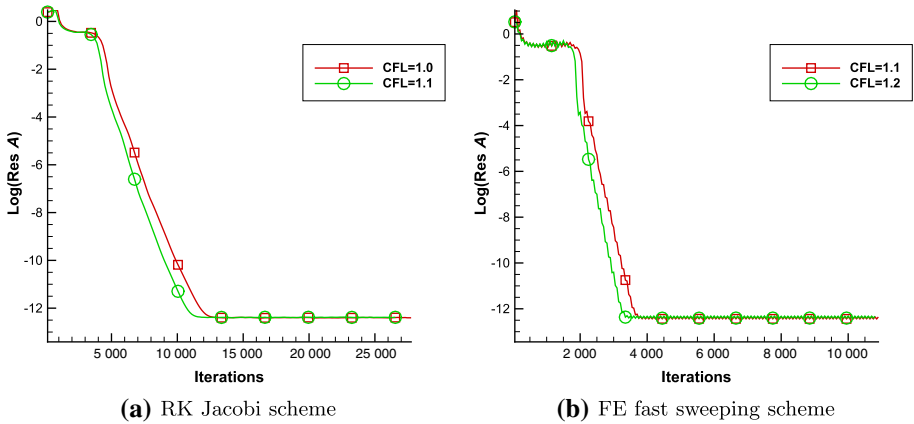 Log(Res A)
0
-2
-4
-6
-8
-10
-12
CFL=1.0
CFL=1.1
5 000 10 000 15 000 20 000 25 000
Iterations
(a) RK Jacobi scheme
Log(Res A)
0
-2
-4
-6
-8
-10
-12
CFL=1.1
CFL=1.2
2 000 4 000 6 000 8 000 10 000
Iterations
(b) FE fast sweeping scheme